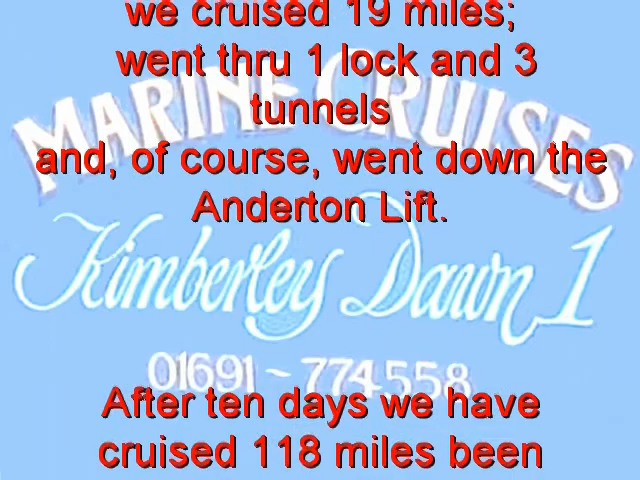 we cruised 19 miles;
went thru 1 lock and 3
tunnels
MARINE CRUISES
and, of course, went down the
Anderton Lift.
Kimberley Dawn 1
01691 ~ 774558
After ten days we have
cruised 118 miles been